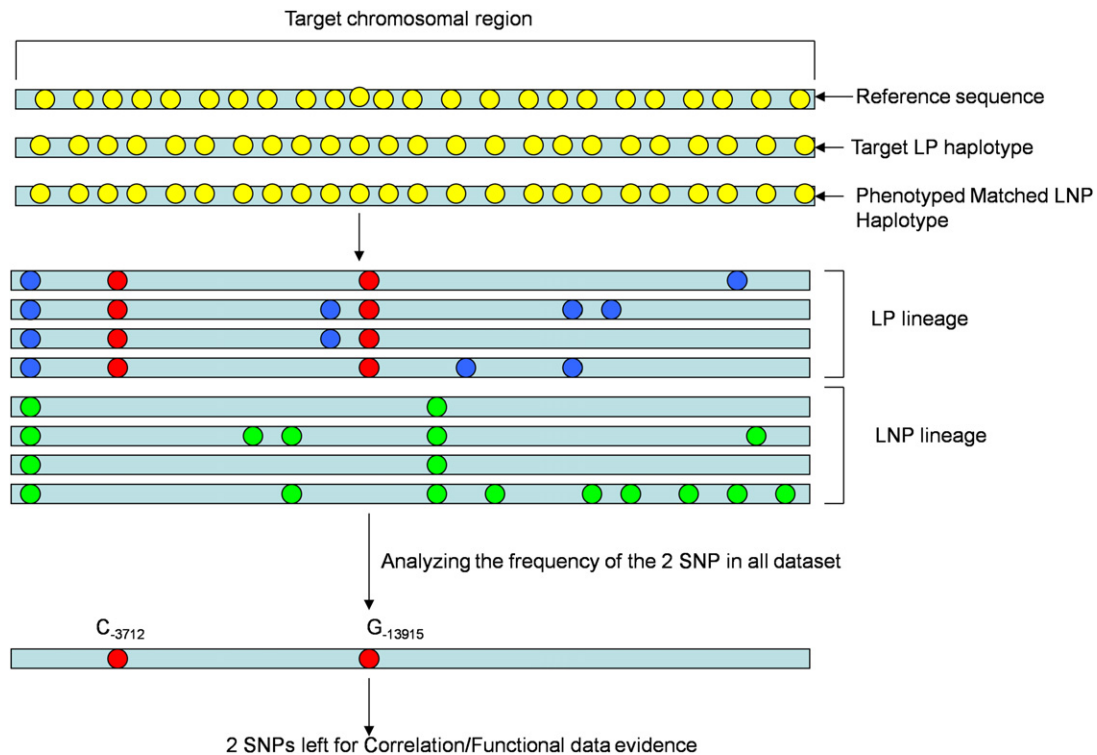 Target chromosomal region
Reference sequence
Target LP haplotype
Phenotyped Matched LNP
Haplotype
LP lineage
LNP lineage
Analyzing the frequency of the 2 SNP in all dataset
C-3712
G-13915
2 SNPs left for Correlation/Functional data evidence